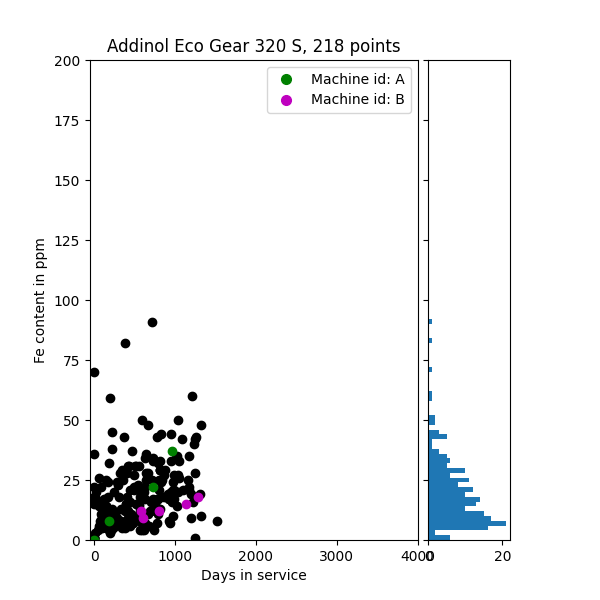 Addinol Eco Gear 320 S, 218 points
Machine id: A
Machine id: B
Fe content in ppm
200
175
150
125
100
75
50
25
0
0 1000 2000 3000 4000
0 20
Days in service